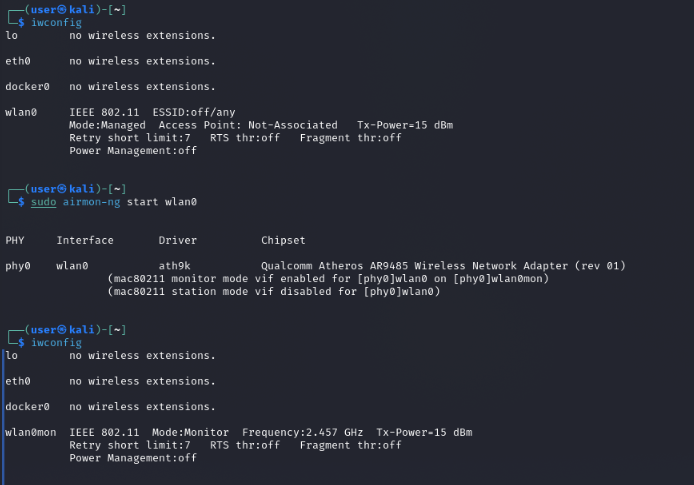 ┌──(user㉿kali)-[~]
└─$ iwconfig
lo        no wireless extensions.
eth0      no wireless extensions.
docker0   no wireless extensions.
wlan0     IEEE 802.11  ESSID:off/any
          Mode:Managed  Access Point: Not-Associated   Tx-Power=15 dBm
          Retry short limit:7   RTS thr:off   Fragment thr:off
          Power Management:off
┌──(user㉿kali)-[~]
└─$ sudo airmon-ng start wlan0
PHY     Interface       Driver          Chipset
phy0    wlan0           ath9k           Qualcomm Atheros AR9485 Wireless Network Adapter (rev 01)
                (mac80211 monitor mode vif enabled for [phy0]wlan0 on [phy0]wlan0mon)
                (mac80211 station mode vif disabled for [phy0]wlan0)
┌──(user㉿kali)-[~]
└─$ iwconfig
lo        no wireless extensions.
eth0      no wireless extensions.
docker0   no wireless extensions.
wlan0mon  IEEE 802.11  Mode:Monitor  Frequency:2.457 GHz  Tx-Power=15 dBm
          Retry short limit:7   RTS thr:off   Fragment thr:off
          Power Management:off